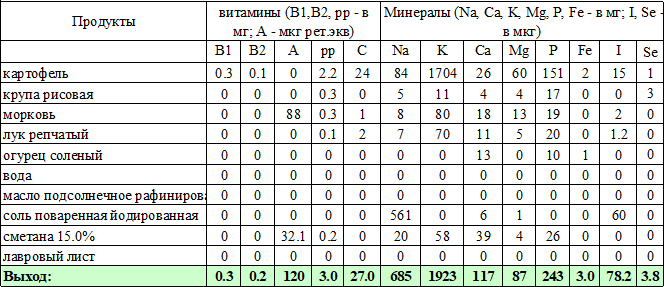 Продукты витамины (B1,B2, pp - в мг; A - мкг рет.экв) Минералы (Na, Ca, K, Mg, P, Fe - в мг; I, Se - в мкг)
B1 B2 A pp C Na K Ca Mg P Fe I Se
картофель 0.3 0.1 0 2.2 24 84 1704 26 60 151 2 15 1
крупа рисовая 0 0 0 0.3 0 5 11 4 4 17 0 0 3
морковь 0 0 88 0.3 1 8 80 18 13 19 0 2 0
лук репчатый 0 0 0 0.1 2 7 70 11 5 20 0 1.2 0
огурец соленый 0 0 0 0 0 0 0 13 0 10 1 0 0
вода 0 0 0 0 0 0 0 0 0 0 0 0 0
масло подсолнечное рафинирова 0 0 0 0 0 0 0 0 0 0 0 0 0
соль поваренная йодированная 0 0 0 0 0 561 0 6 1 0 0 60 0
сметана 15.0% 0 0 32.1 0.2 0 20 58 39 4 26 0 0 0
лавровый лист 0 0 0 0 0 0 0 0 0 0 0 0 0
Выход: 0.3 0.2 120 3.0 27.0 685 1923 117 87 243 3.0 78.2 3.8